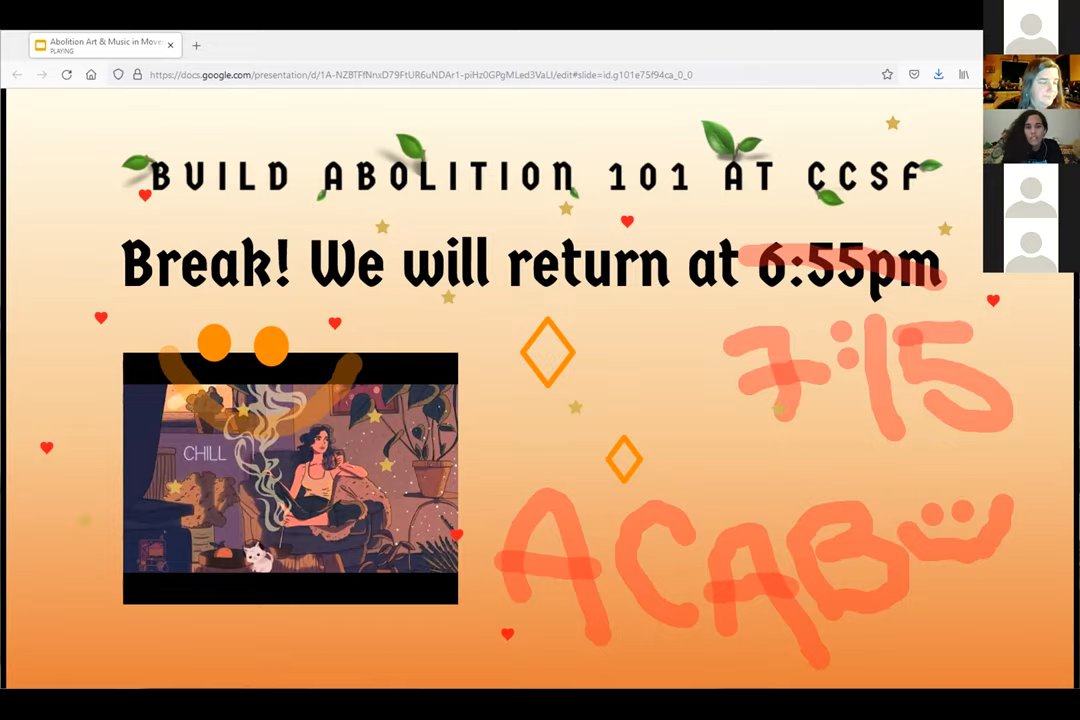 Abolition Art & Music in Move
PLAYING
https://docs.google.com/presentation/d/1A-NZBTFfNnxD79FtUR6uNDAr1-piHz0GPgMLed3VaLI/edit#slide=id.g101e75f94ca_0_0
BUILD ABOLITION 101 AT CCSF
Break! We will return at 6:55pm
7:15
CHILL
ACAB